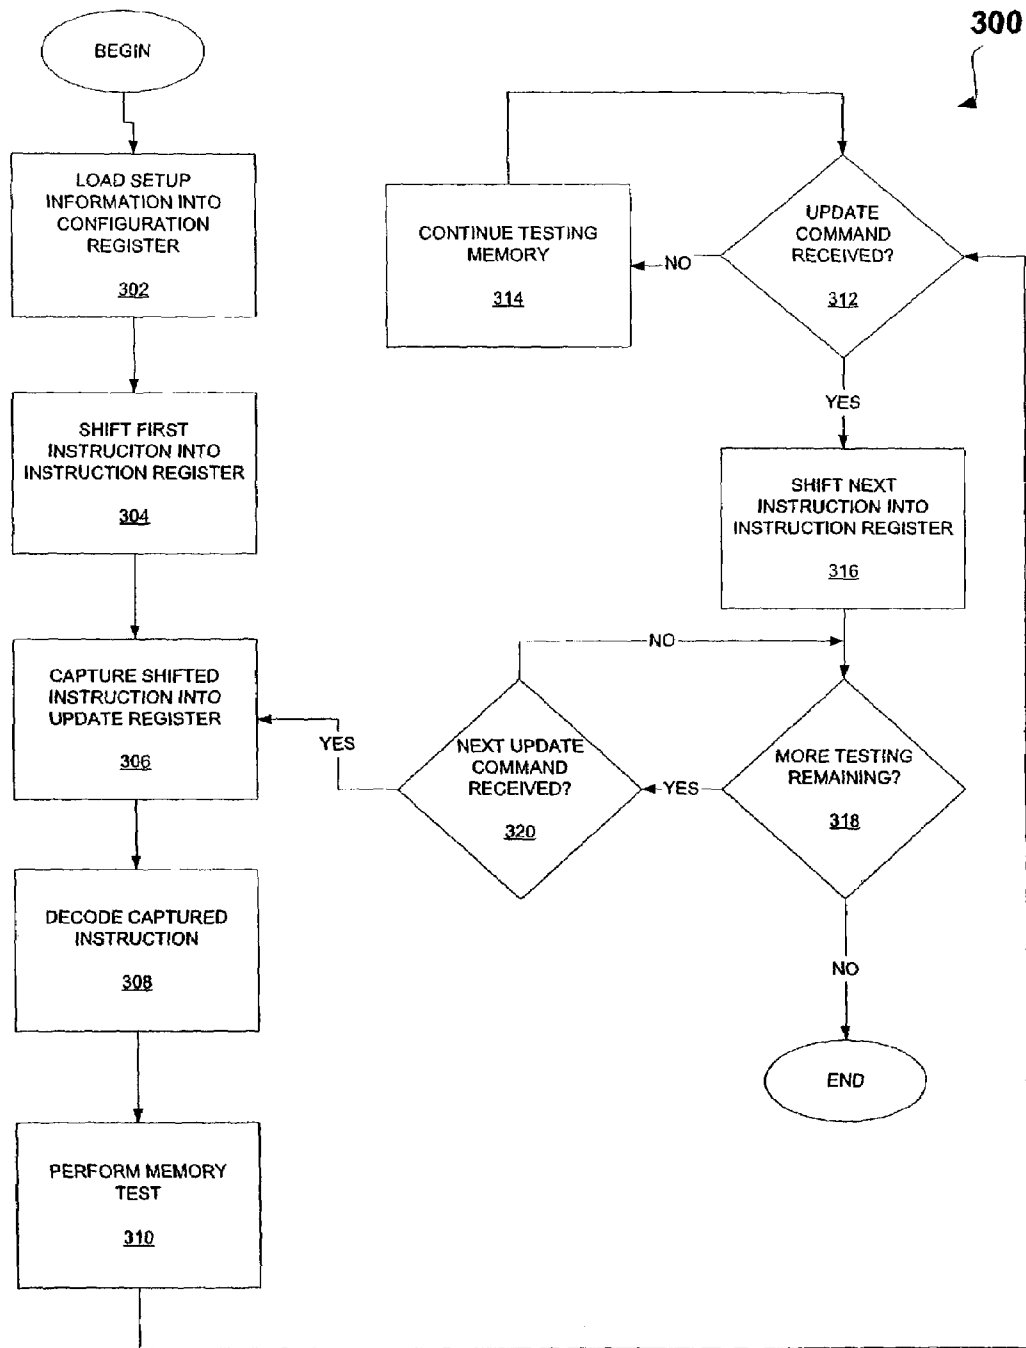 300
BEGIN
LOAD SETUP
INFORMATION INTO
CONFIGURATION
REGISTER
302
SHIFT FIRST
INSTRUCITON INTO
INSTRUCTION REGISTER
304
CAPTURE SHIFTED
INSTRUCTION INTO
UPDATE REGISTER
306
DECODE CAPTURED
INSTRUCTION
308
PERFORM MEMORY
TEST
310
UPDATE
COMMAND
RECEIVED?
312
NO
CONTINUE TESTING
MEMORY
314
YES
SHIFT NEXT
INSTRUCTION INTO
INSTRUCTION REGISTER
316
NO
MORE TESTING
REMAINING?
318
YES
NEXT UPDATE
COMMAND
RECEIVED?
320
YES
NO
END